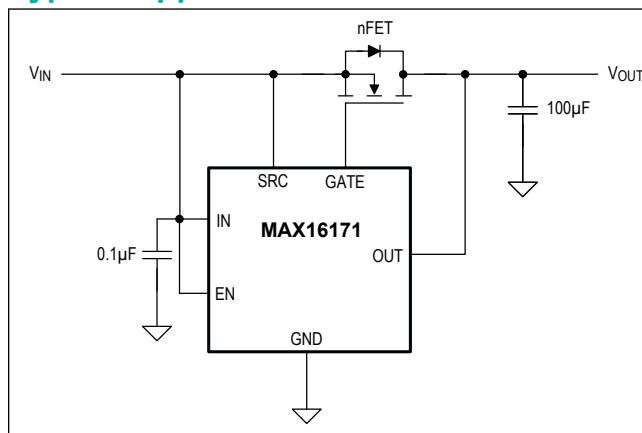 nFET
VIN
VOUT
100µF
SRC
GATE
MAX16171
IN
OUT
0.1µF
EN
GND